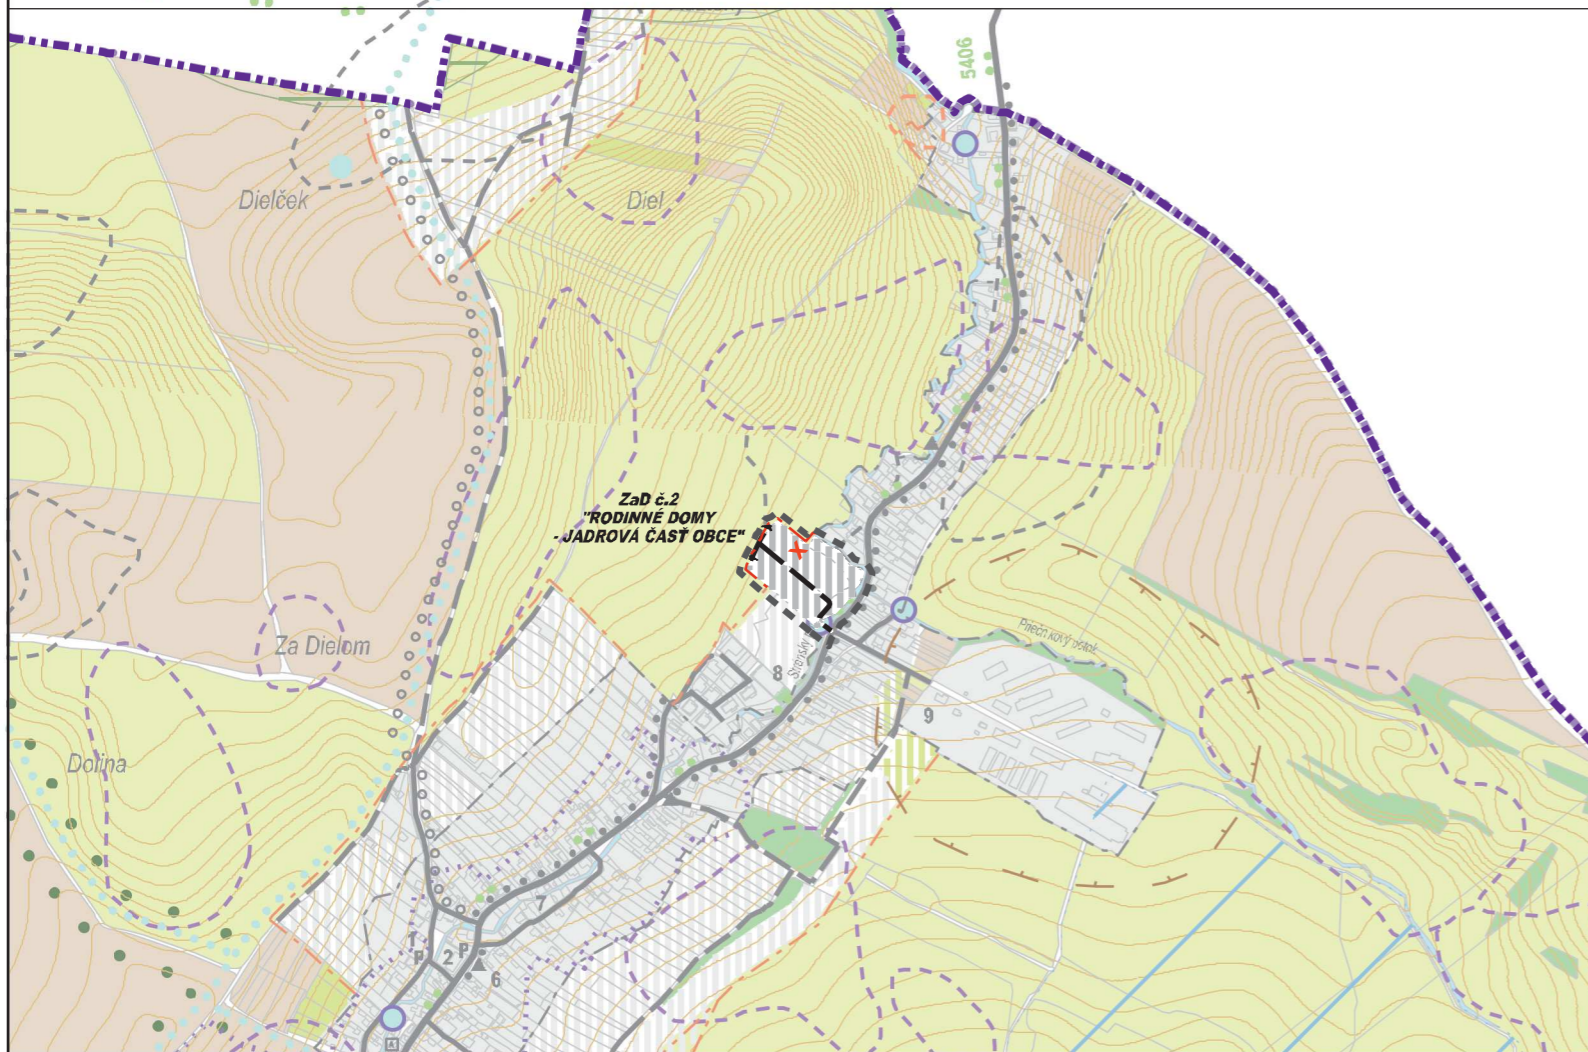 5406
Dielček
Diel
ZaD č.2
"RODINNÉ DOMY
- JADROVÁ ČASŤ OBCE"
Za Dielom
8
9
Dolina
7
1
P
2
P
6